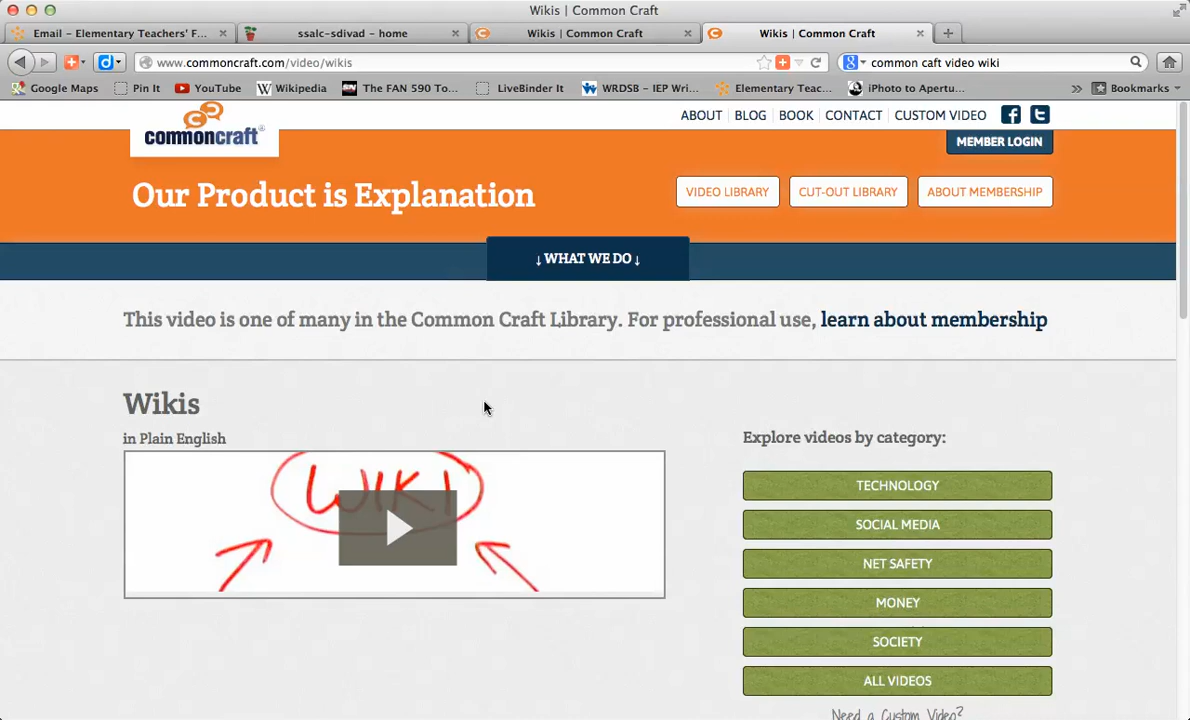 Wikis | Common Craft
Email – Elementary Teachers' F...
ssalc-sdivad – home
Wikis | Common Craft
Wikis | Common Craft
www.commoncraft.com/video/wikis
common caft video wiki
Google Maps
Pin It
YouTube
Wikipedia
The FAN 590 To...
LiveBinder It
WRDSB – IEP Wri...
Elementary Teac...
iPhoto to Apertu...
Bookmarks
commoncraft®
ABOUT
BLOG
BOOK
CONTACT
CUSTOM VIDEO
MEMBER LOGIN
Our Product is Explanation
VIDEO LIBRARY
CUT-OUT LIBRARY
ABOUT MEMBERSHIP
↓ WHAT WE DO ↓
This video is one of many in the Common Craft Library. For professional use, learn about membership
Wikis
in Plain English
WIKI
Explore videos by category:
TECHNOLOGY
SOCIAL MEDIA
NET SAFETY
MONEY
SOCIETY
ALL VIDEOS
Need a Custom Video?